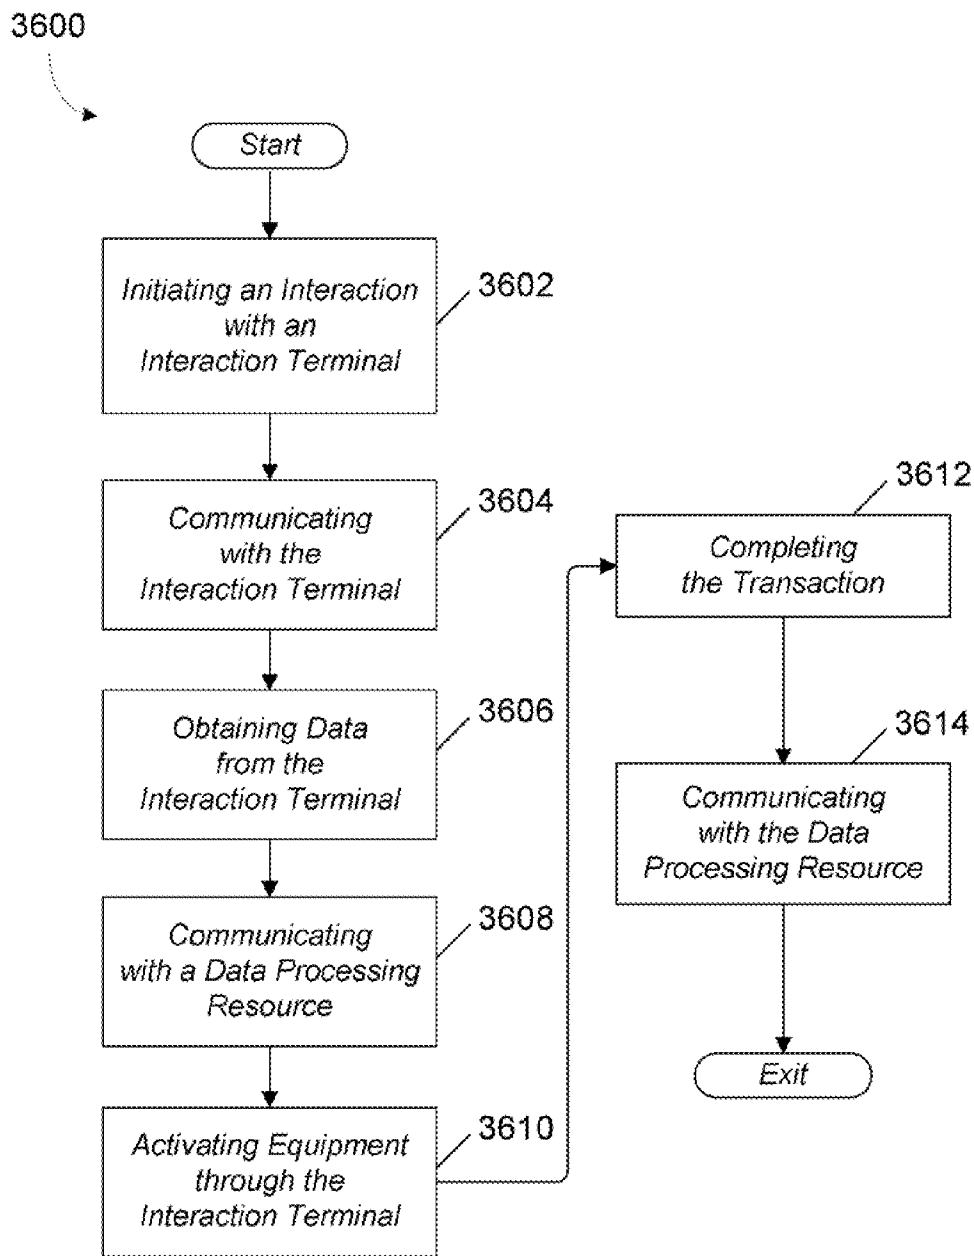 3600
Start
Initiating an Interaction
with an
Interaction Terminal
3602
Communicating
with the
Interaction Terminal
3604
Obtaining Data
from the
Interaction Terminal
3606
Communicating
with a Data Processing
Resource
3608
Activating Equipment
through the
Interaction Terminal
3610
3612
Completing
the Transaction
3614
Communicating
with the Data
Processing Resource
Exit